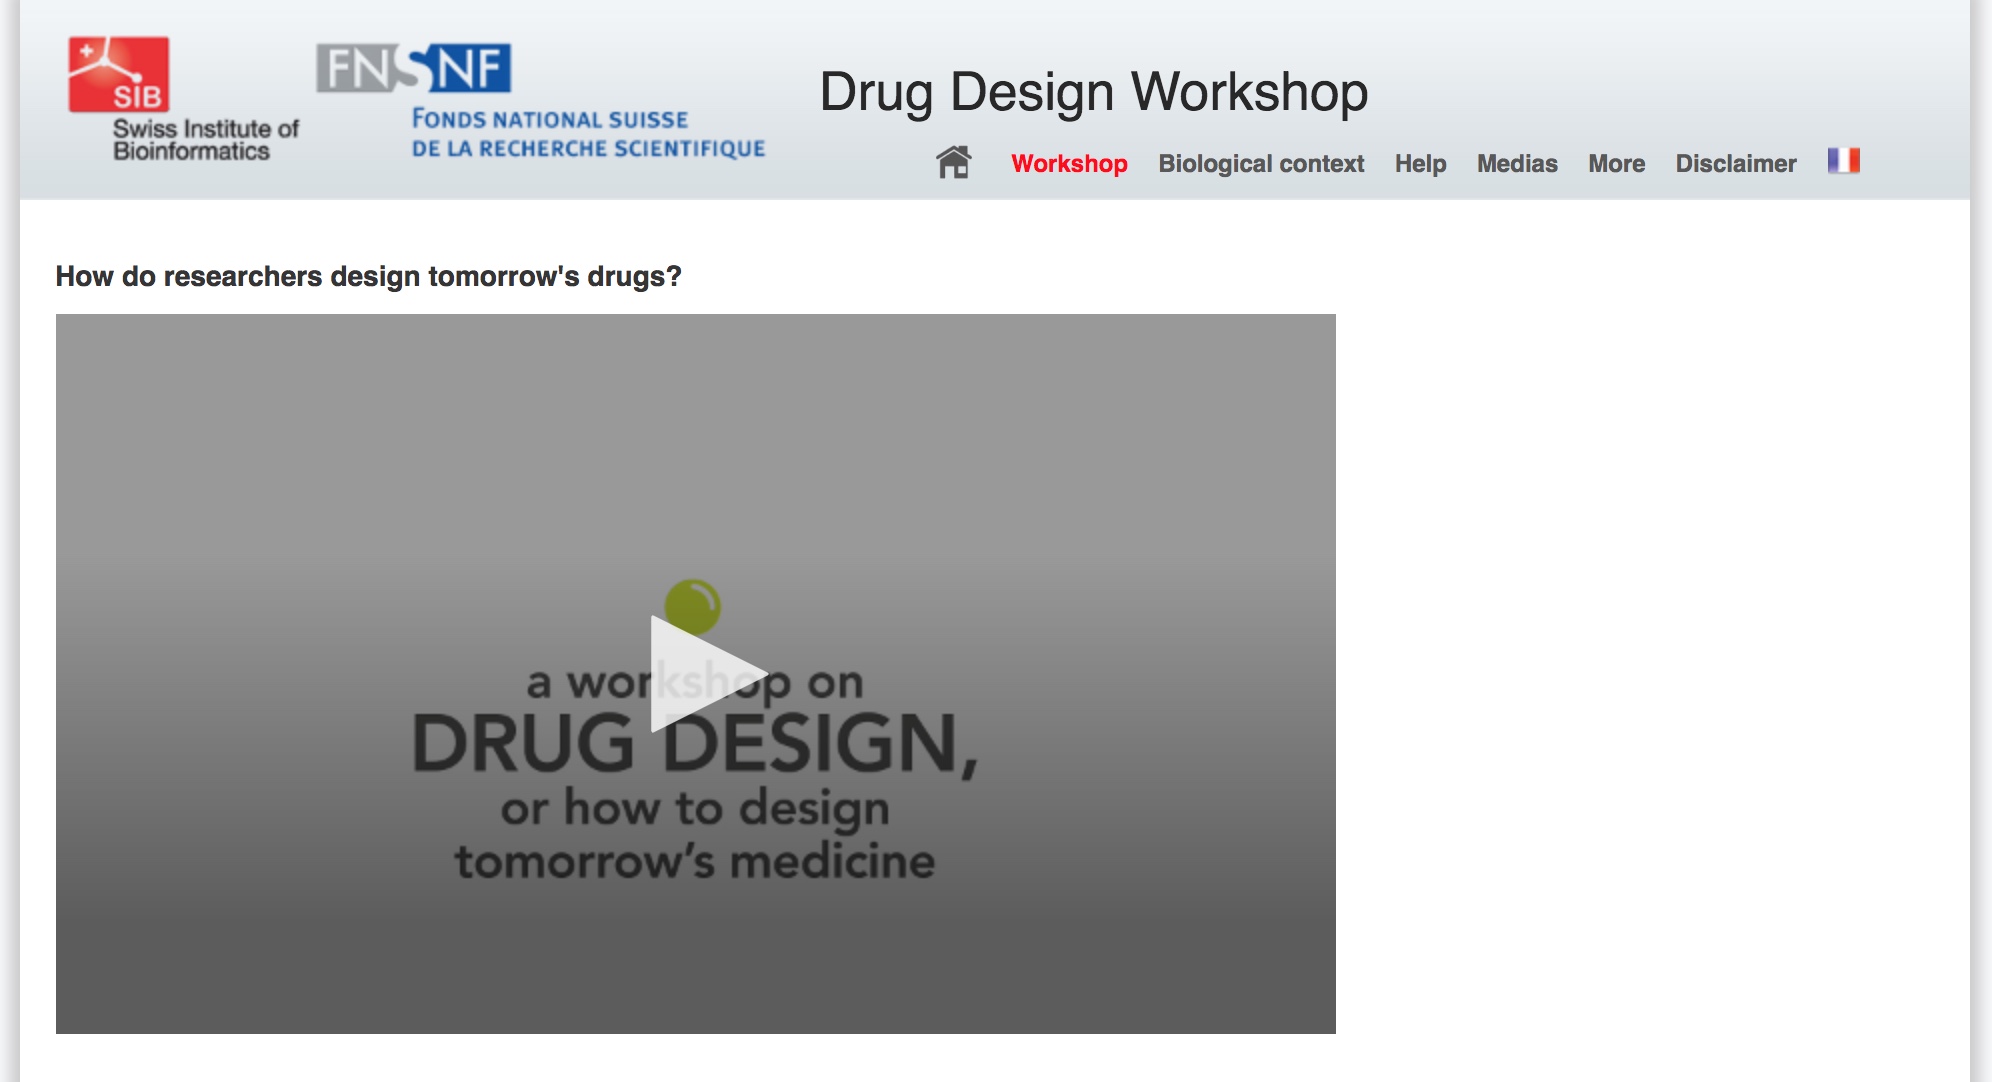 SIB
Swiss Institute of
Bioinformatics
FNSNF
FONDS NATIONAL SUISSE
DE LA RECHERCHE SCIENTIFIQUE
Drug Design Workshop
Workshop Biological context Help Medias More Disclaimer
How do researchers design tomorrow's drugs?
a workshop on
DRUG DESIGN,
or how to design
tomorrow's medicine